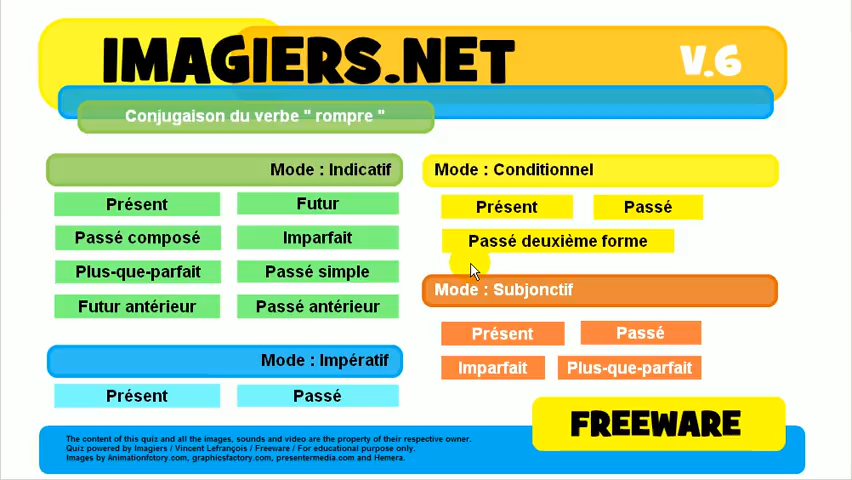 IMAGIERS.NET
V.6
Conjugaison du verbe " rompre "
Mode : Indicatif
Présent
Futur
Passé composé
Imparfait
Plus-que-parfait
Passé simple
Futur antérieur
Passé antérieur
Mode : Impératif
Présent
Passé
Mode : Conditionnel
Présent
Passé
Passé deuxième forme
Mode : Subjonctif
Présent
Passé
Imparfait
Plus-que-parfait
FREEWARE
The content of this quiz and all the images, sounds and video are the property of their respective owner.
Quiz powered by Imagiers / Vincent Lefrançois / Freeware / For educational purpose only.
Images by Animationfctory.com, graphicsfactory.com, presentermedia.com and Hemera.